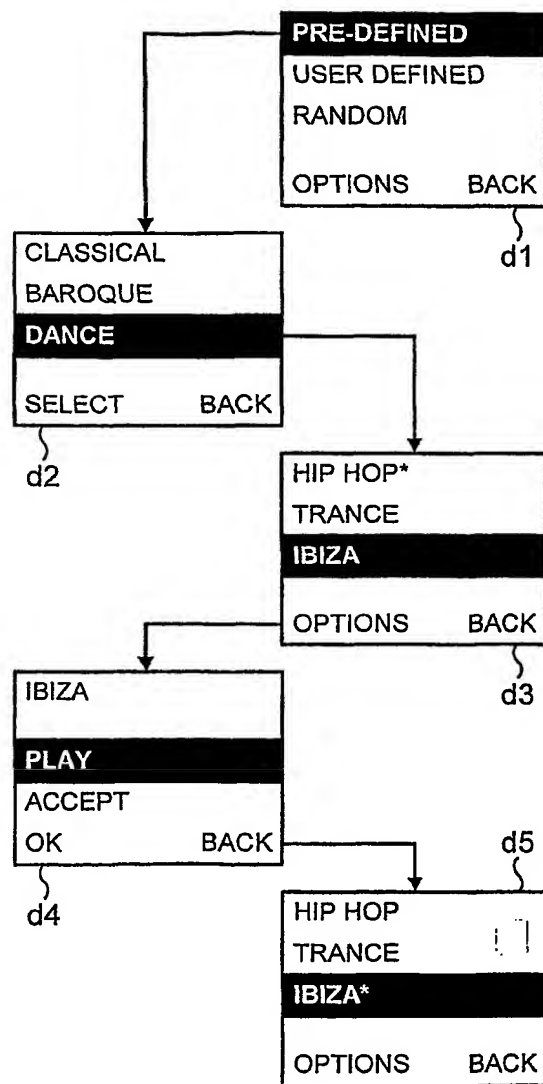 PRE-DEFINED
USER DEFINED
RANDOM
OPTIONS BACK
d1
CLASSICAL
BAROQUE
DANCE
SELECT BACK
d2
HIP HOP*
TRANCE
IBIZA
OPTIONS BACK
d3
IBIZA
PLAY
ACCEPT
OK BACK
d4
d5
HIP HOP
TRANCE
IBIZA*
OPTIONS BACK